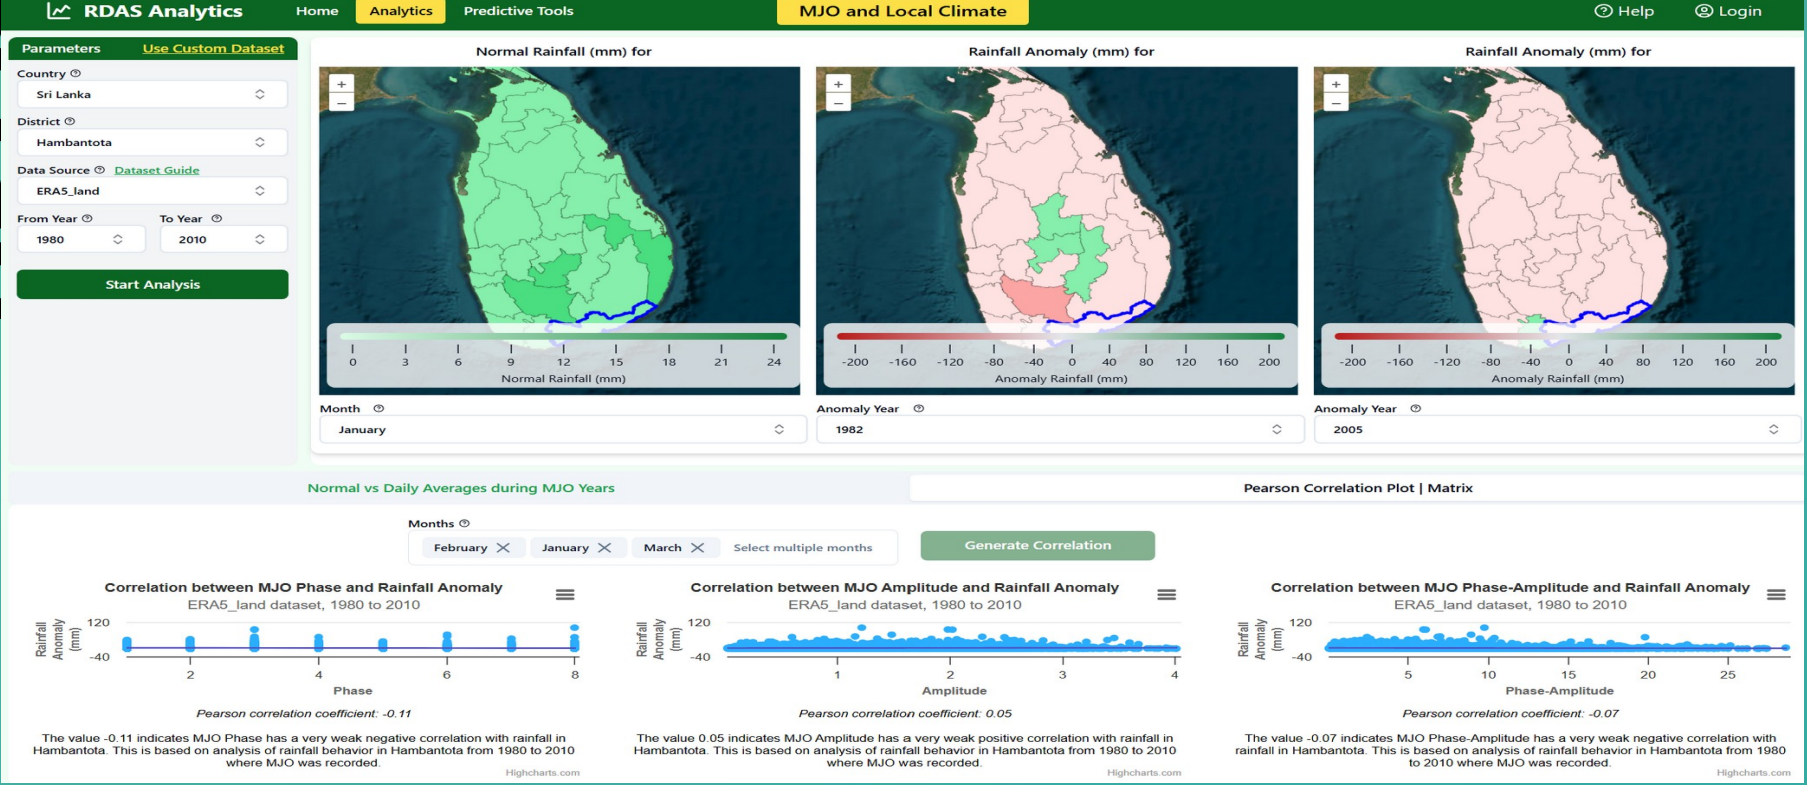 RDAS Analytics
Home
Analytics
Predictive Tools
MJO and Local Climate
Help
Login
Parameters
Use Custom Dataset
Country
Sri Lanka
District
Hambantota
Data Source
Dataset Guide
ERA5_land
From Year
To Year
1980
2010
Start Analysis
Normal Rainfall (mm) for
+
−
0 3 6 9 12 15 18 21 24
Normal Rainfall (mm)
Month
January
Rainfall Anomaly (mm) for
+
−
-200 -160 -120 -80 -40 0 40 80 120 160 200
Anomaly Rainfall (mm)
Anomaly Year
1982
Rainfall Anomaly (mm) for
+
−
-200 -160 -120 -80 -40 0 40 80 120 160 200
Anomaly Rainfall (mm)
Anomaly Year
2005
Normal vs Daily Averages during MJO Years
Pearson Correlation Plot | Matrix
Months
February
January
March
Select multiple months
Generate Correlation
Correlation between MJO Phase and Rainfall Anomaly
ERA5_land dataset, 1980 to 2010
Rainfall
Anomaly
(mm)
120
-40
2 4 6 8
Phase
Pearson correlation coefficient: -0.11
The value -0.11 indicates MJO Phase has a very weak negative correlation with rainfall in
Hambantota. This is based on analysis of rainfall behavior in Hambantota from 1980 to 2010
where MJO was recorded.
Highcharts.com
Correlation between MJO Amplitude and Rainfall Anomaly
ERA5_land dataset, 1980 to 2010
Rainfall
Anomaly
(mm)
120
-40
1 2 3 4
Amplitude
Pearson correlation coefficient: 0.05
The value 0.05 indicates MJO Amplitude has a very weak positive correlation with rainfall in
Hambantota. This is based on analysis of rainfall behavior in Hambantota from 1980 to 2010
where MJO was recorded.
Highcharts.com
Correlation between MJO Phase-Amplitude and Rainfall Anomaly
ERA5_land dataset, 1980 to 2010
Rainfall
Anomaly
(mm)
120
-40
5 10 15 20 25
Phase-Amplitude
Pearson correlation coefficient: -0.07
The value -0.07 indicates MJO Phase-Amplitude has a very weak negative correlation with
rainfall in Hambantota. This is based on analysis of rainfall behavior in Hambantota from 1980
to 2010 where MJO was recorded.
Highcharts.com